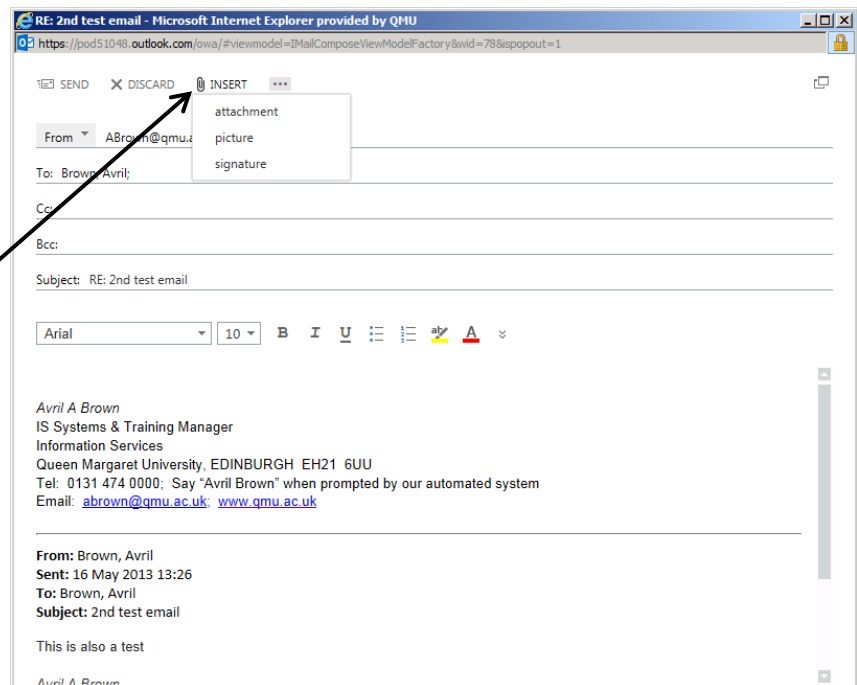 RE: 2nd test email - Microsoft Internet Explorer provided by QMU
https://pod51048.outlook.com/owa/#viewmodel=IMailComposeViewModelFactory&wid=78&ispopout=1
SEND DISCARD INSERT •••
attachment
From ABrown@qmu.a
picture
signature
To: Brown, Avril;
Cc:
Bcc:
Subject: RE: 2nd test email
Arial 10 B I U ab A
Avril A Brown
IS Systems & Training Manager
Information Services
Queen Margaret University, EDINBURGH EH21 6UU
Tel: 0131 474 0000; Say “Avril Brown” when prompted by our automated system
Email: abrown@qmu.ac.uk; www.qmu.ac.uk
From: Brown, Avril
Sent: 16 May 2013 13:26
To: Brown, Avril
Subject: 2nd test email
This is also a test
Avril A Brown